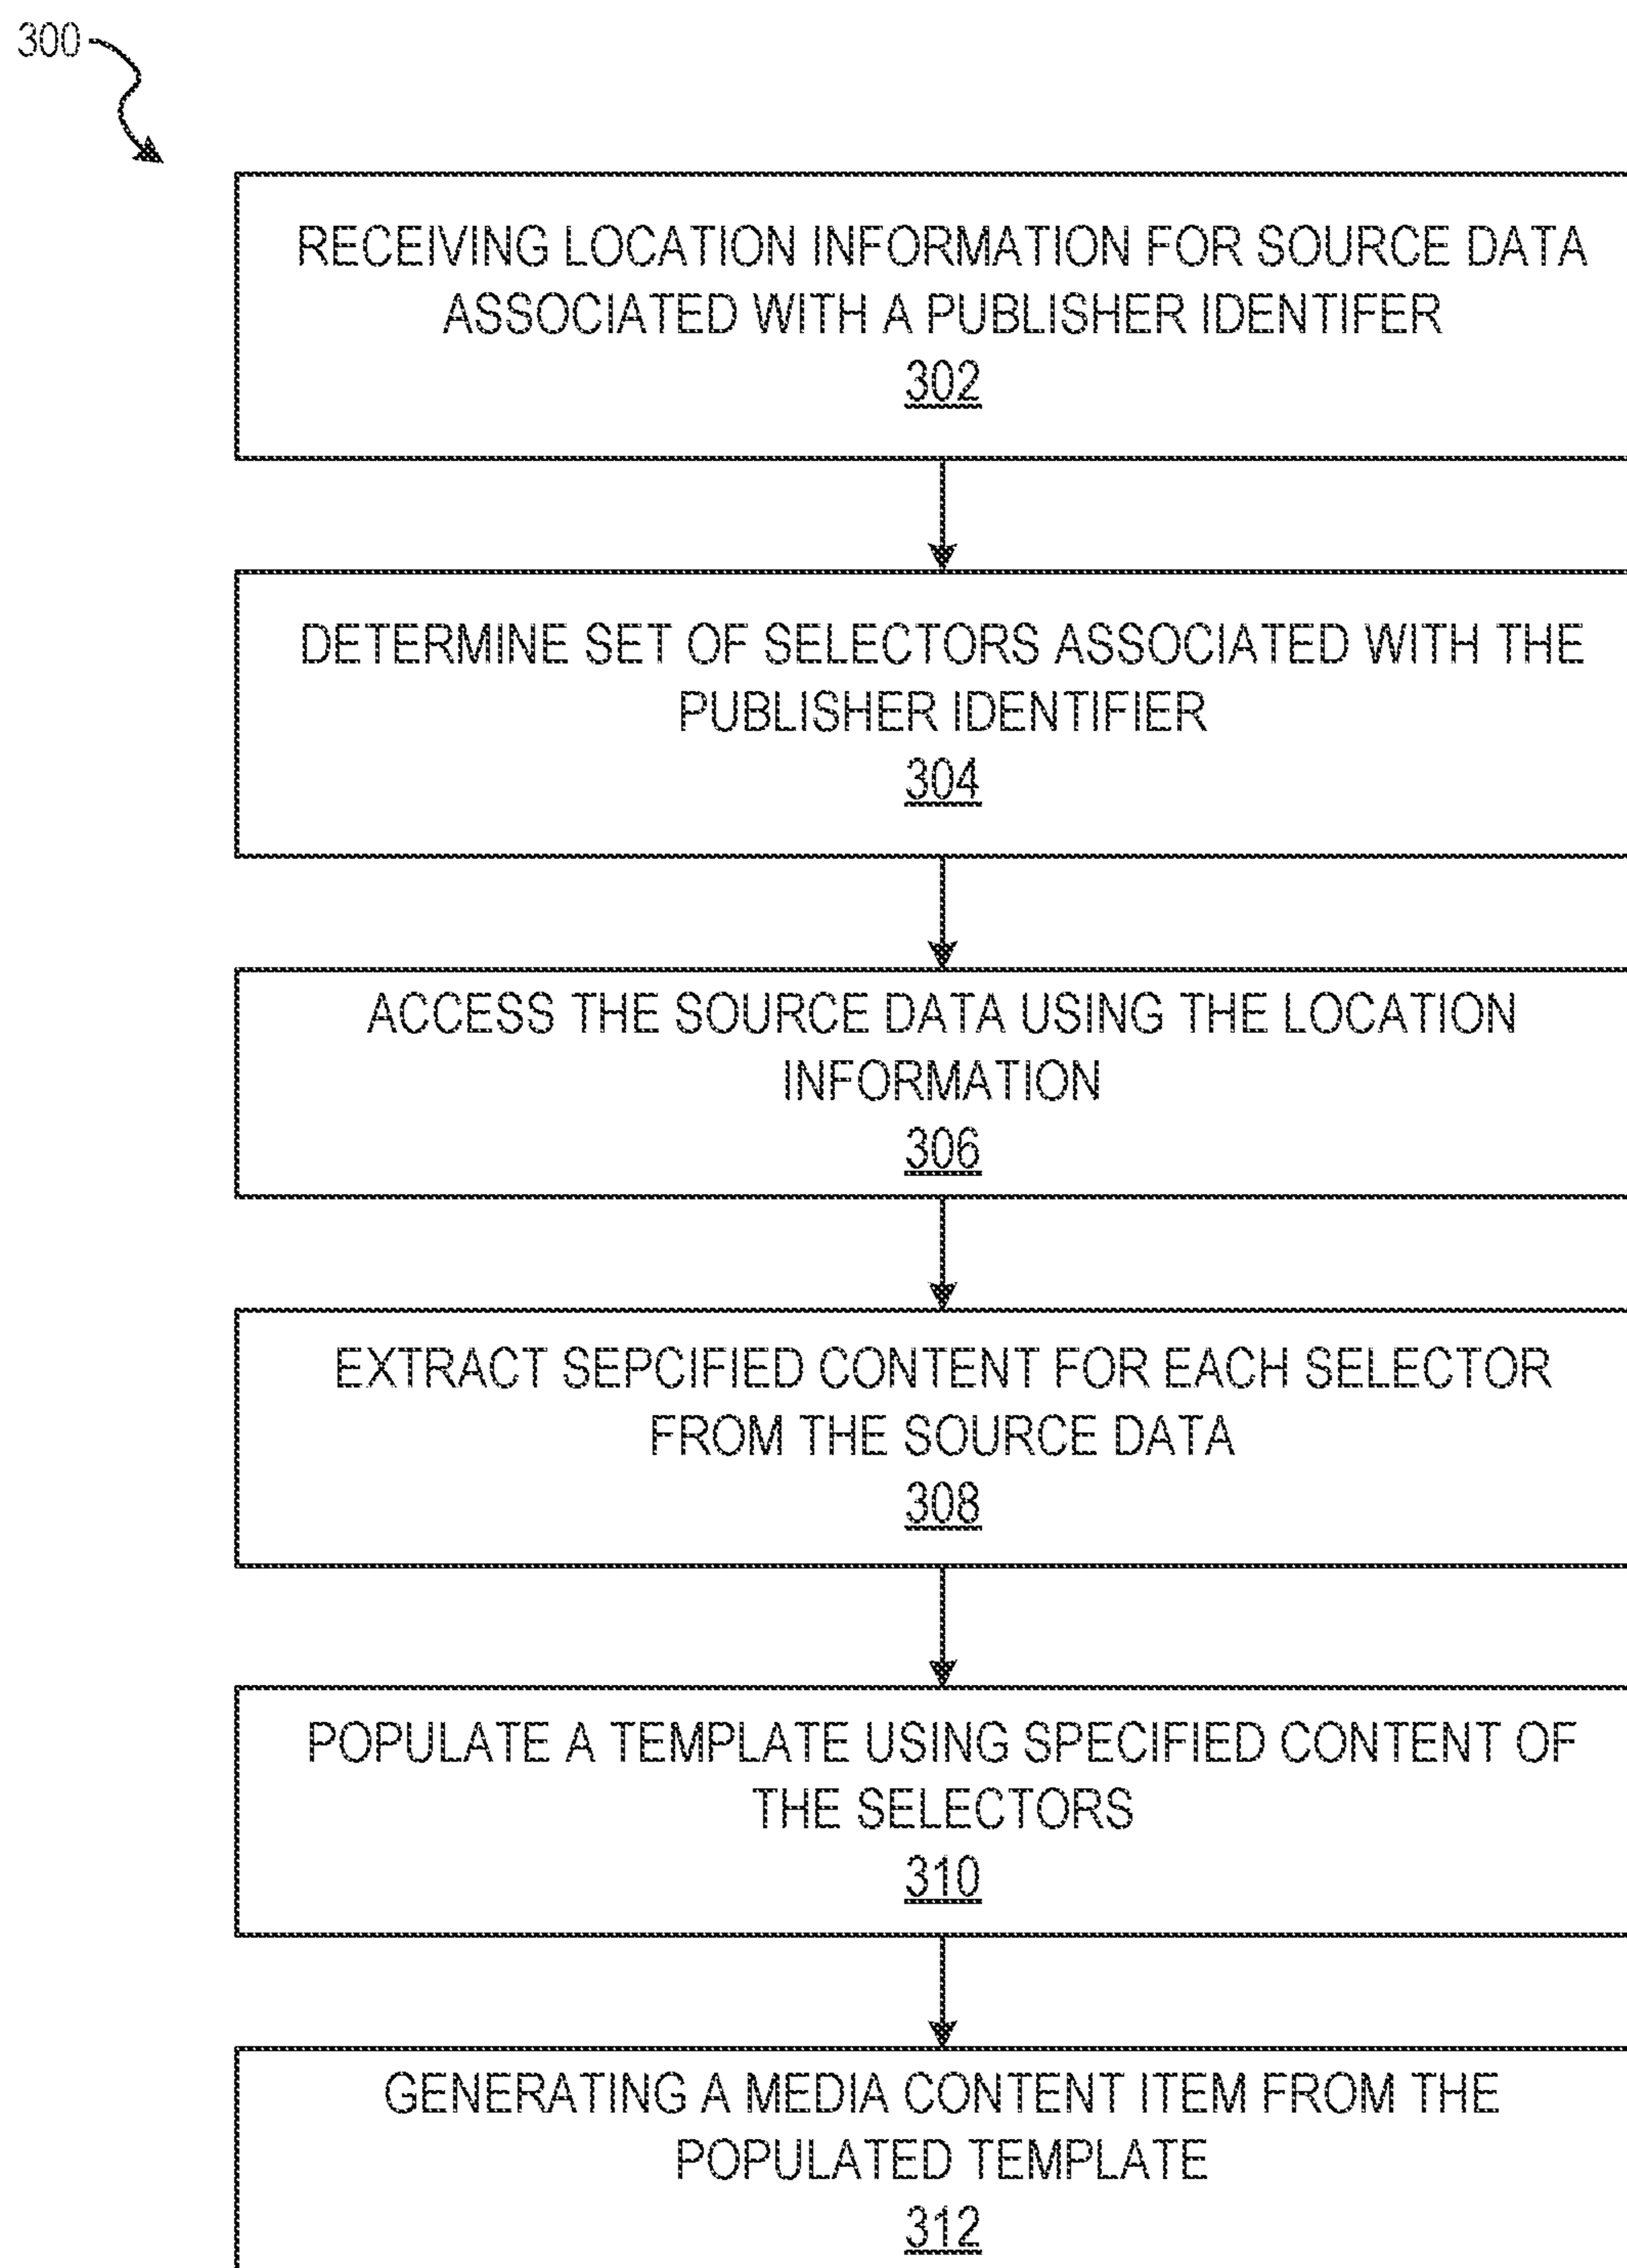 300
RECEIVING LOCATION INFORMATION FOR SOURCE DATA
ASSOCIATED WITH A PUBLISHER IDENTIFER
302
DETERMINE SET OF SELECTORS ASSOCIATED WITH THE
PUBLISHER IDENTIFIER
304
ACCESS THE SOURCE DATA USING THE LOCATION
INFORMATION
306
EXTRACT SEPCIFIED CONTENT FOR EACH SELECTOR
FROM THE SOURCE DATA
308
POPULATE A TEMPLATE USING SPECIFIED CONTENT OF
THE SELECTORS
310
GENERATING A MEDIA CONTENT ITEM FROM THE
POPULATED TEMPLATE
312